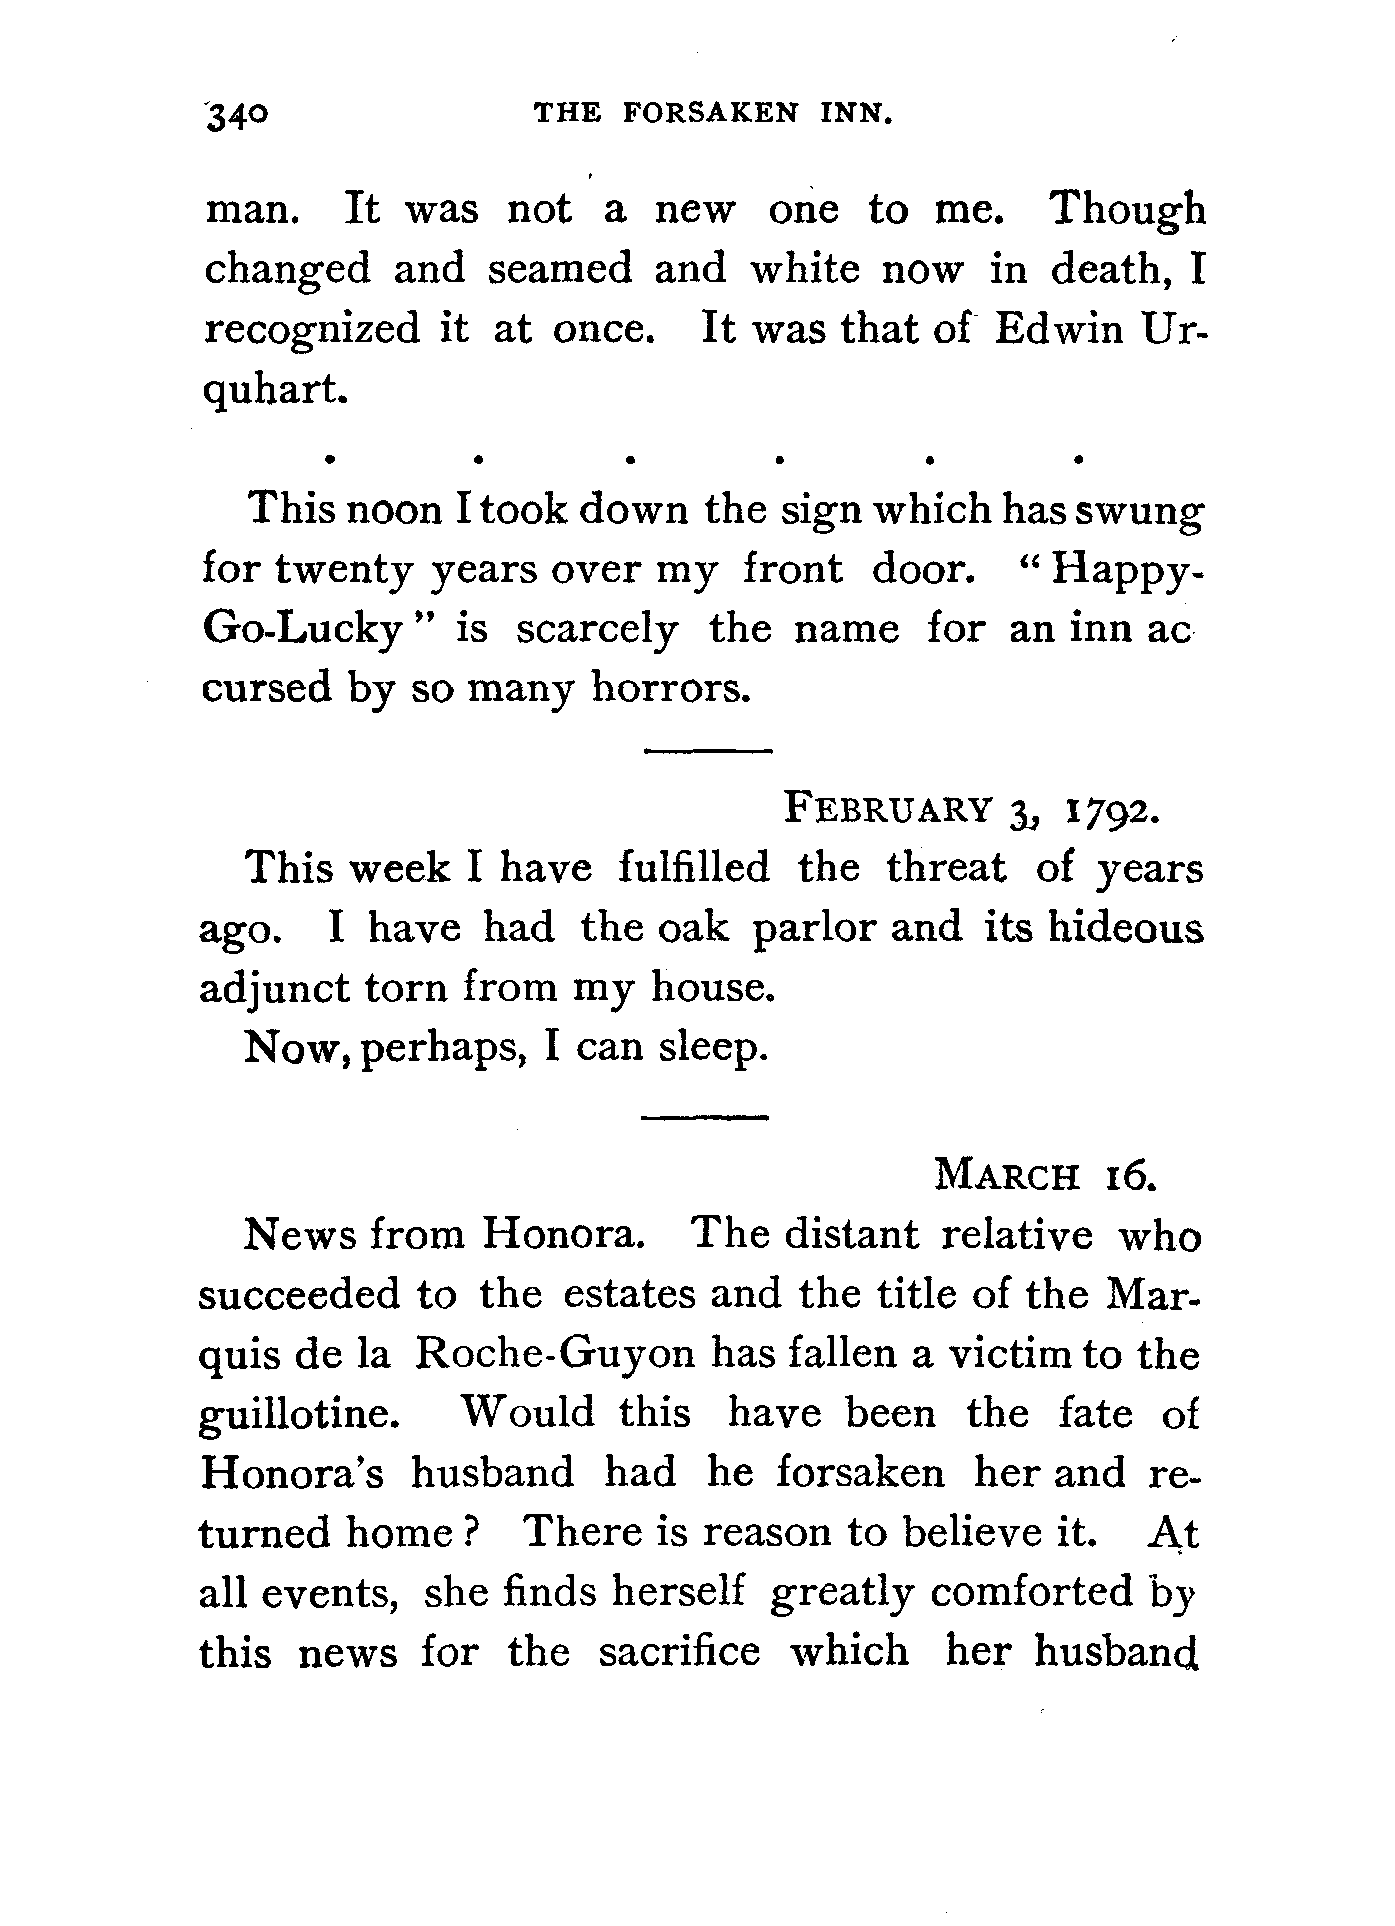 340 THE FORSAKEN INN.
man. It was not a new one to me. Though
changed and seamed and white now in death, I
recognized it at once. It was that of Edwin Ur-
quhart.
. . . . . .
This noon I took down the sign which has swung
for twenty years over my front door. “Happy-
Go-Lucky” is scarcely the name for an inn ac
cursed by so many horrors.
FEBRUARY 3, 1792.
This week I have fulfilled the threat of years
ago. I have had the oak parlor and its hideous
adjunct torn from my house.
Now, perhaps, I can sleep.
MARCH 16.
News from Honora. The distant relative who
succeeded to the estates and the title of the Mar-
quis de la Roche-Guyon has fallen a victim to the
guillotine. Would this have been the fate of
Honora's husband had he forsaken her and re-
turned home? There is reason to believe it. At
all events, she finds herself greatly comforted by
this news for the sacrifice which her husband